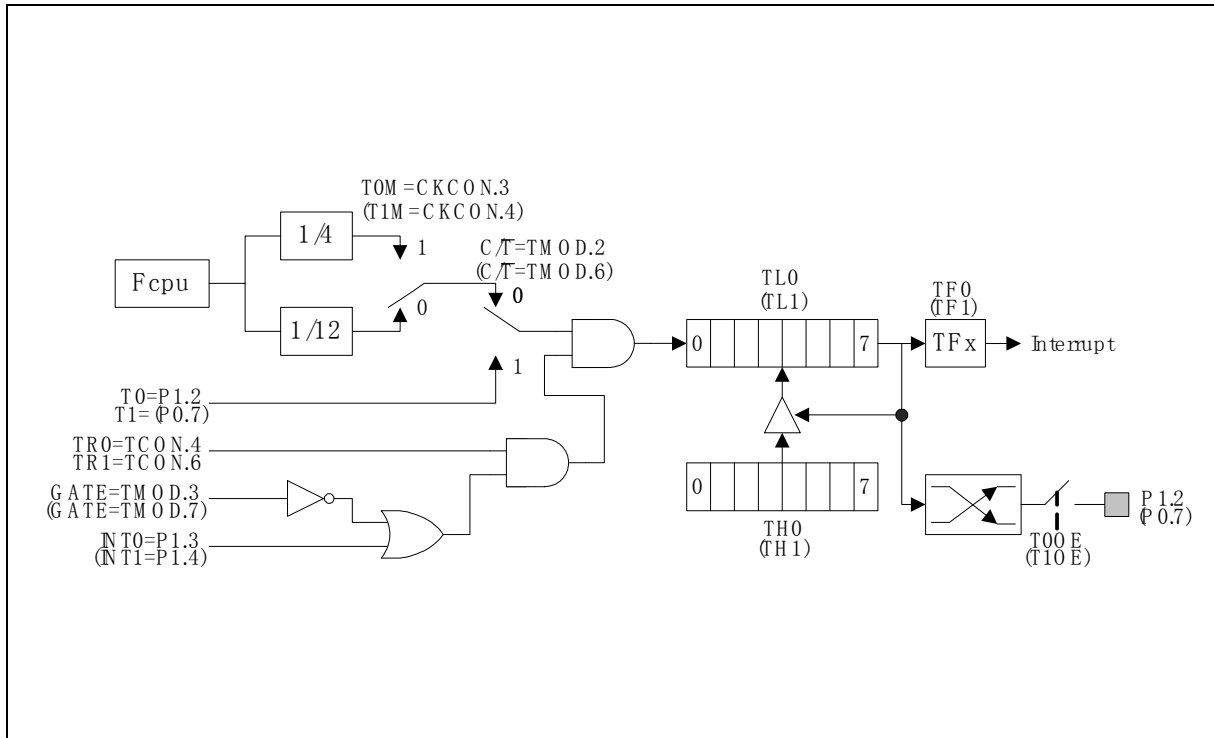 T0M=CKCON.3
(T1M=CKCON.4)
1/4
1
C/T=TMOD.2
(C/T=TMOD.6)
Fcpu
0
0
1/12
1
TL0
(TL1)
0
7
TF0
(TF1)
TFx
Interrupt
T0=P1.2
T1=(P0.7)
TR0=TCON.4
TR1=TCON.6
GATE=TMOD.3
(GATE=TMOD.7)
INT0=P1.3
(INT1=P1.4)
0
7
TH0
(TH1)
P1.2
(P0.7)
T0OE
(T1OE)